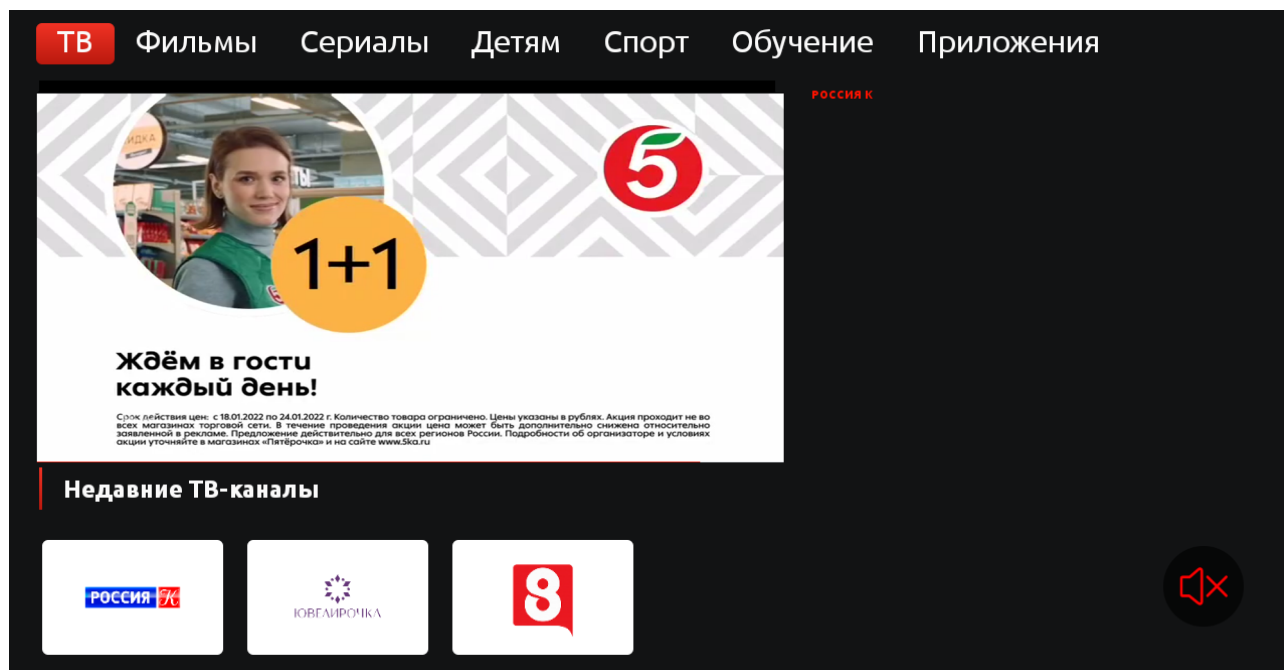 ТВ Фильмы Сериалы Детям Спорт Обучение Приложения
РОССИЯ К
5
1+1
Ждём в гости
каждый день!
Срок действия цен: с 18.01.2022 по 24.01.2022 г. Количество товара ограничено. Цены указаны в рублях. Акция проходит не во
всех магазинах торговой сети. В течение проведения акции цена может быть дополнительно снижена относительно
заявленной в рекламе. Предложение действительно для всех регионов России. Подробности об организаторе и условиях
акции уточняйте в магазинах «Пятёрочка» и на сайте www.5ka.ru
Недавние ТВ-каналы
РОССИЯ К
ЮВЕЛИРОЧКА
8